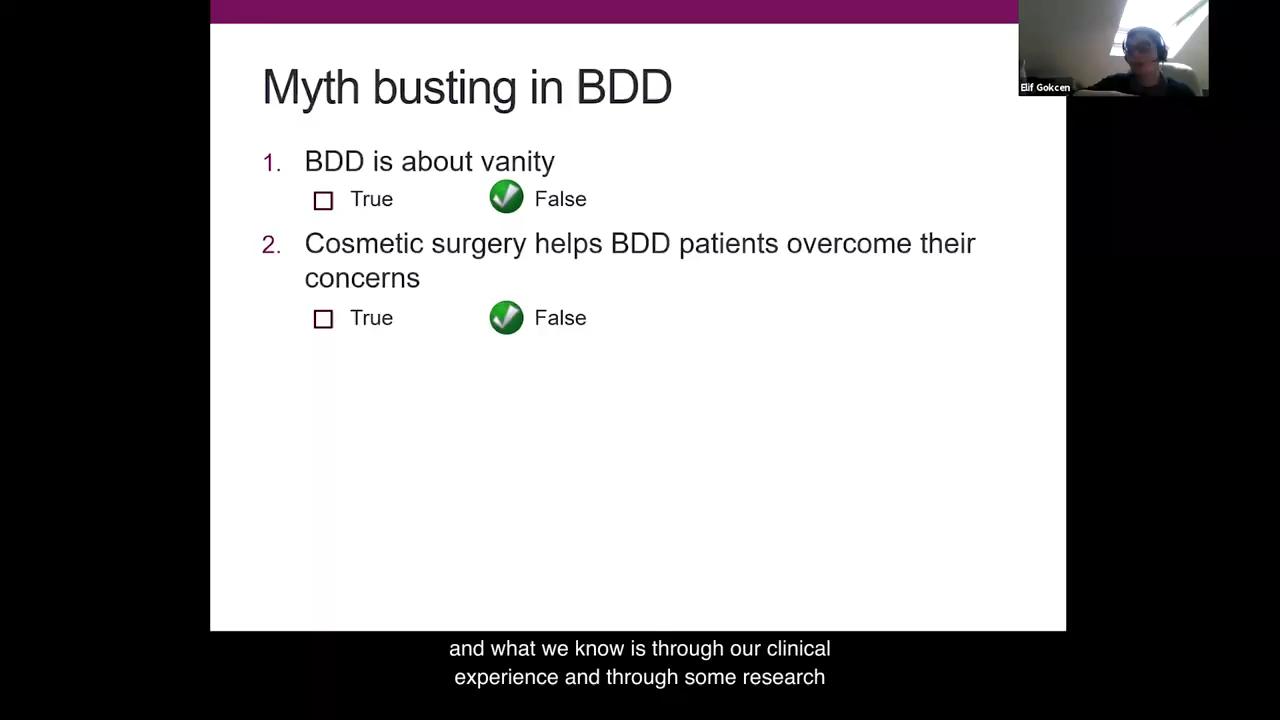 Elif Gokcen
Myth busting in BDD
1. BDD is about vanity
True False
2. Cosmetic surgery helps BDD patients overcome their
concerns
True False
and what we know is through our clinical
experience and through some research